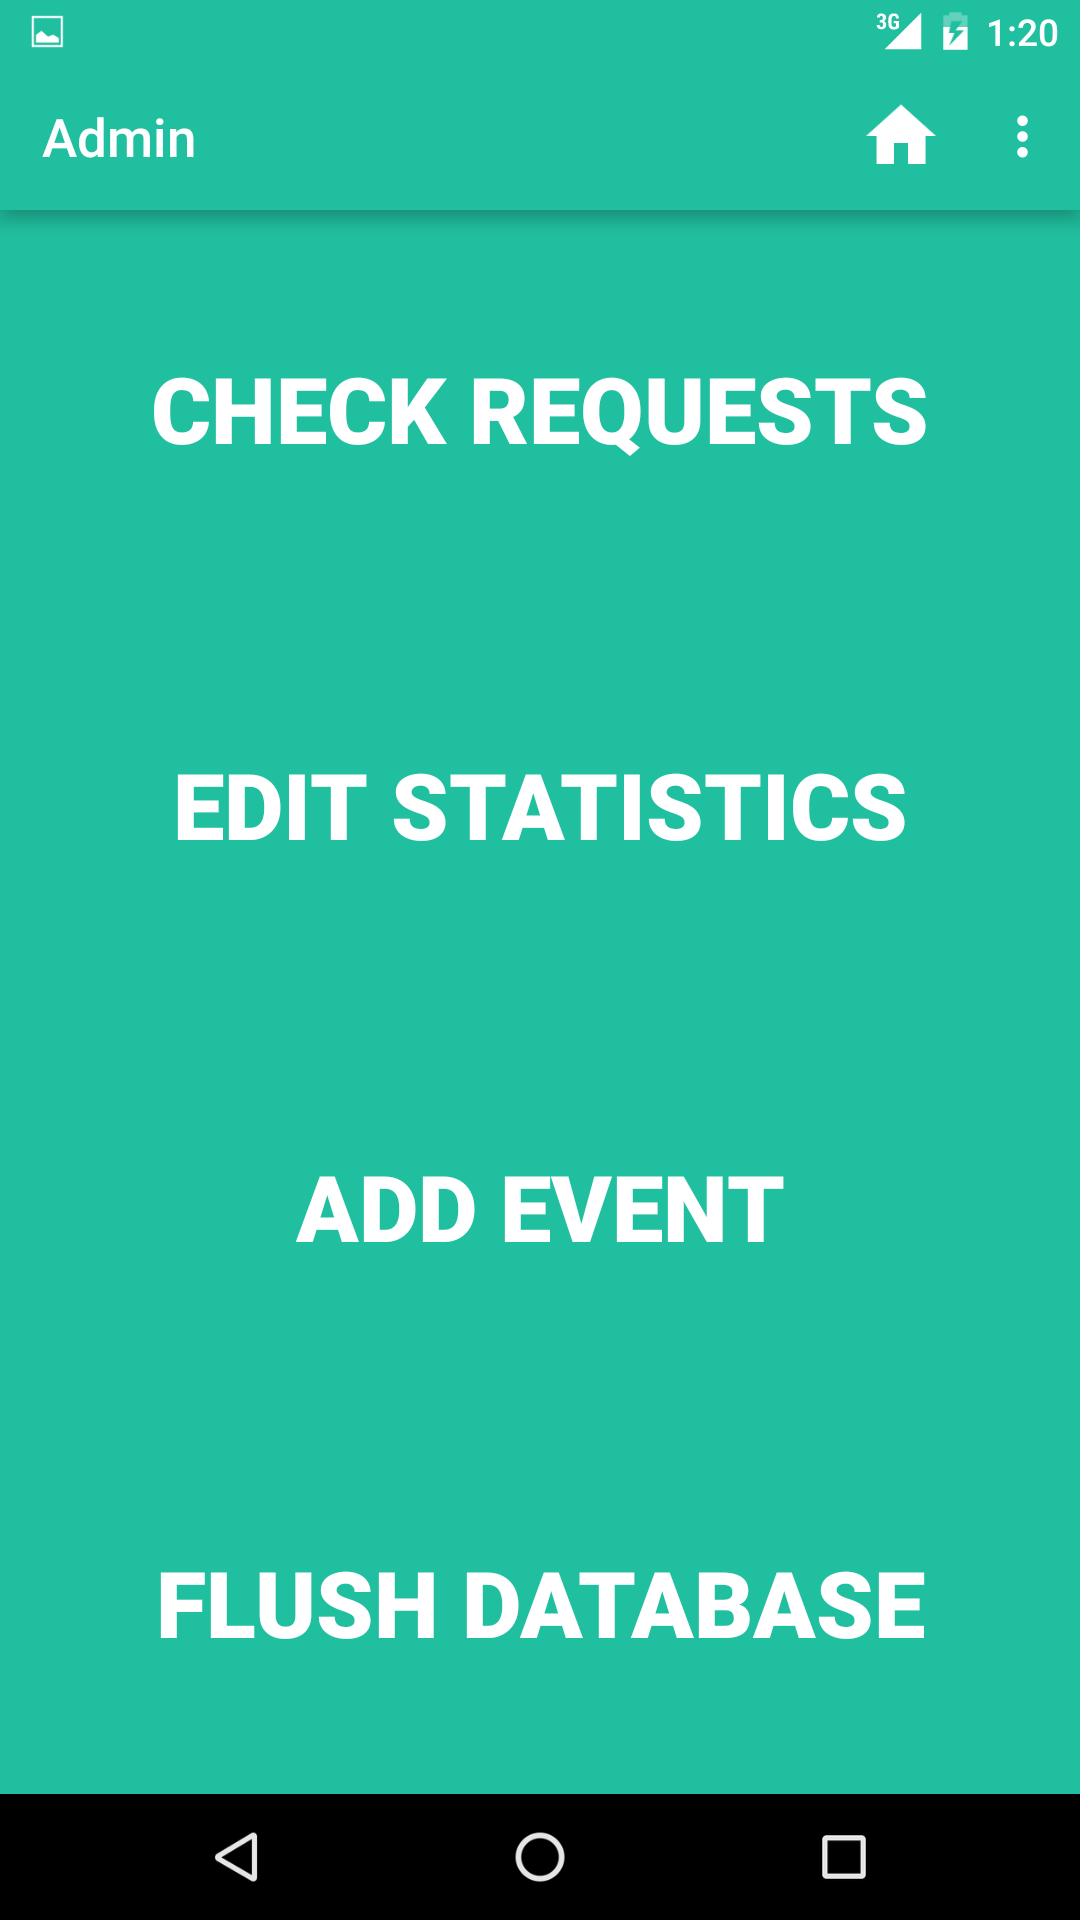 3G 1:20
Admin
CHECK REQUESTS
EDIT STATISTICS
ADD EVENT
FLUSH DATABASE